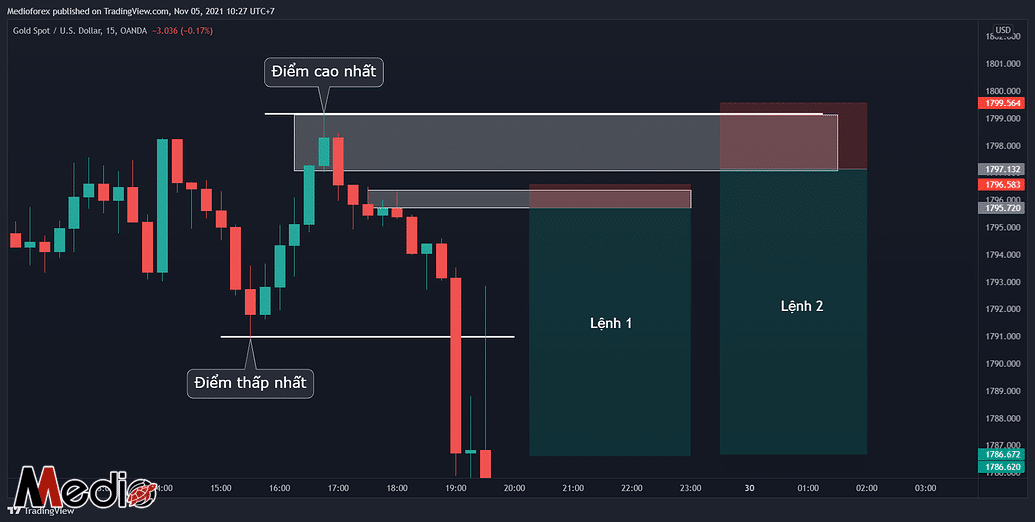 Medioforex published on TradingView.com, Nov 05, 2021 10:27 UTC+7
Gold Spot / U.S. Dollar, 15, OANDA −3.036 (−0.17%)
USD
1801.000
1800.000
1799.564
1799.000
1798.000
1797.132
1796.583
1796.000
1795.720
1795.000
1794.000
1793.000
1792.000
1791.000
1790.000
1789.000
1788.000
1787.000
1786.672
1786.620
Điểm cao nhất
Điểm thấp nhất
Lệnh 1
Lệnh 2
15:00 16:00 17:00 18:00 19:00 20:00 21:00 22:00 23:00 30 01:00 02:00 03:00
Medio
TradingView